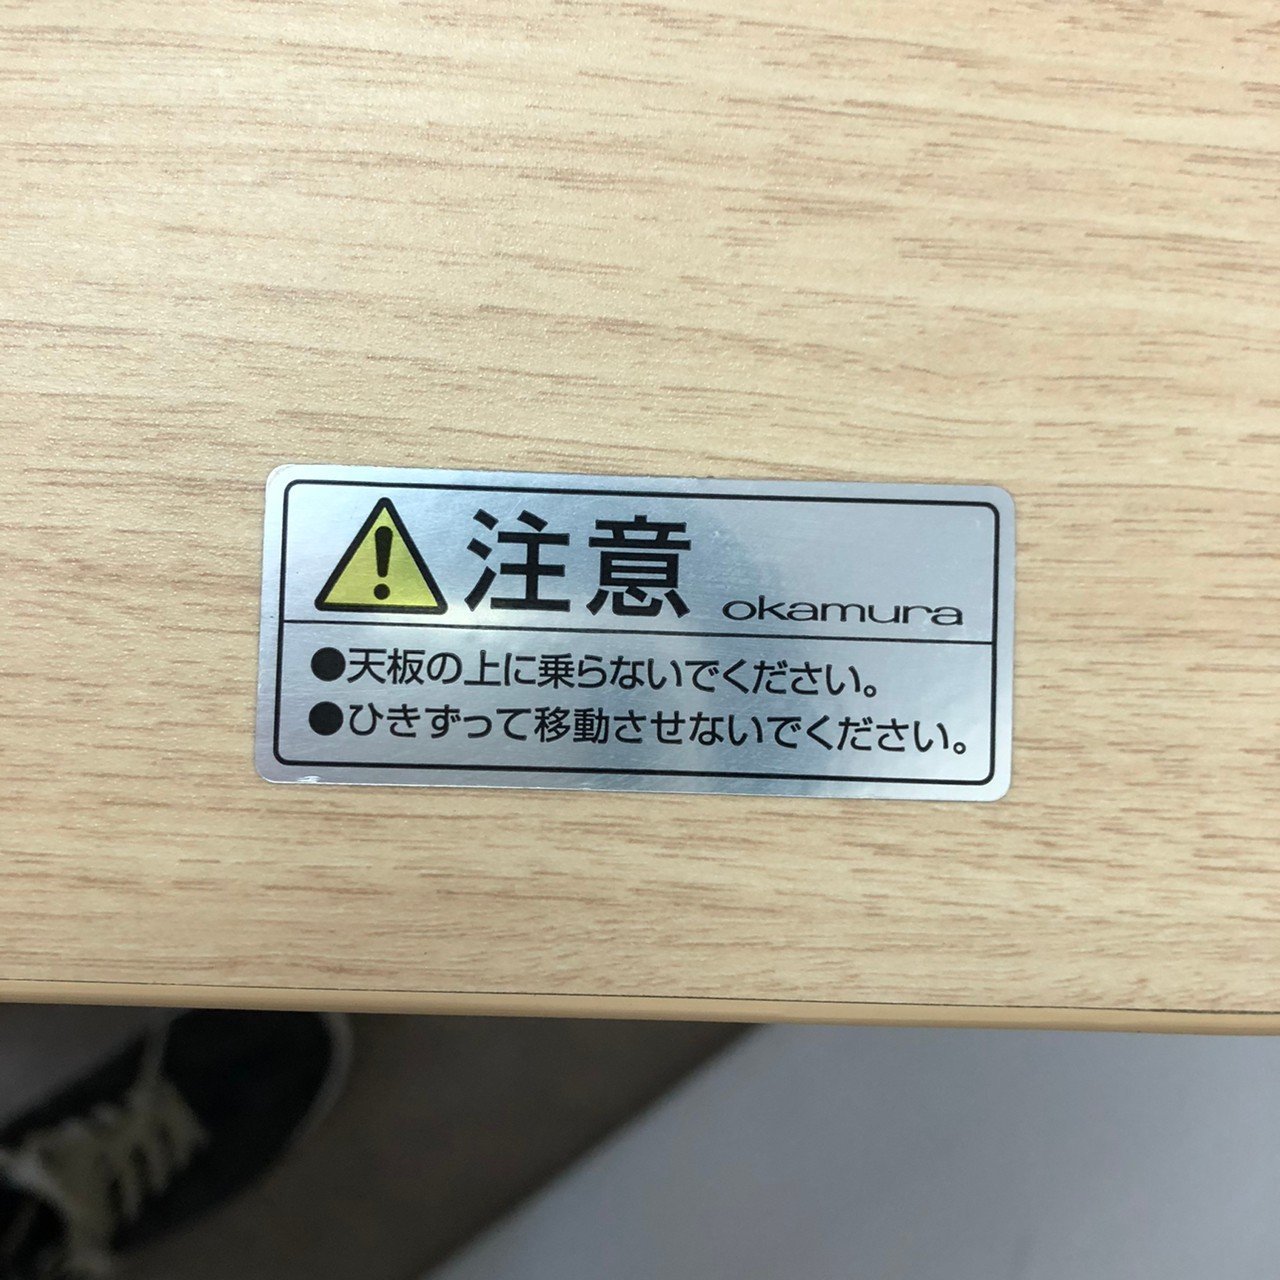 注意
okamura
●天板の上に乗らないでください。
●ひきずって移動させないでください。